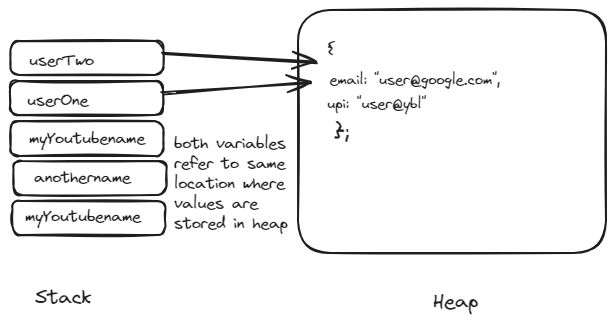 userTwo
userOne
myYoutubename
anothername
myYoutubename
both variables
refer to same
location where
values are
stored in heap
{
email: "user@google.com",
upi: "user@ybl"
};
Stack
Heap